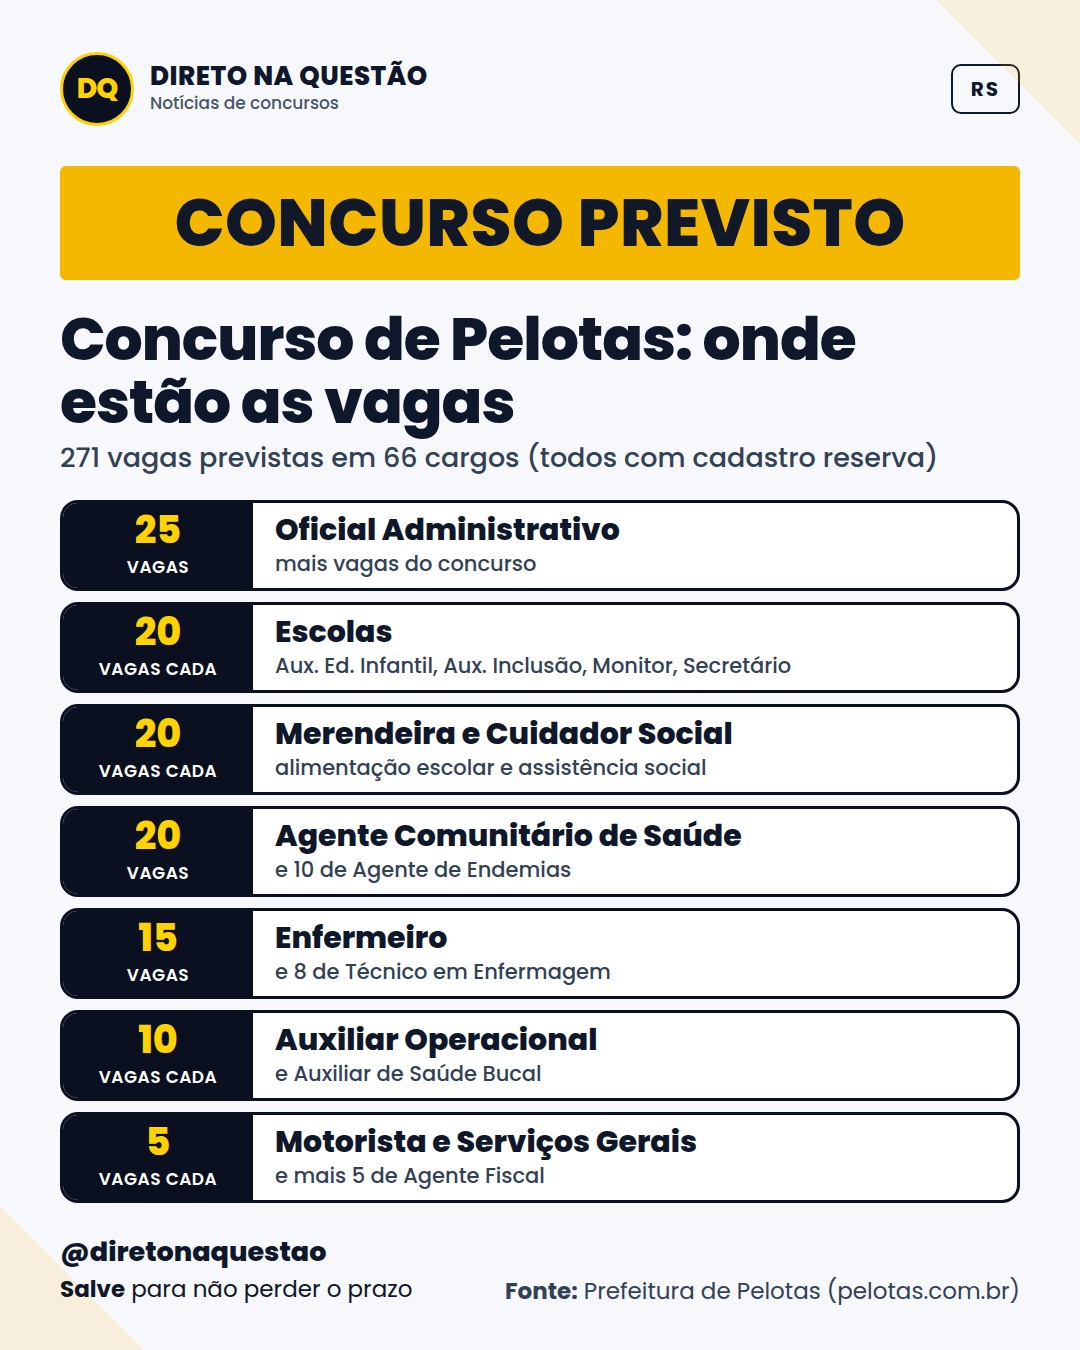 DQ
DIRETO NA QUESTÃO
Notícias de concursos
RS
CONCURSO PREVISTO
Concurso de Pelotas: onde
estão as vagas
271 vagas previstas em 66 cargos (todos com cadastro reserva)
25
VAGAS
Oficial Administrativo
mais vagas do concurso
20
VAGAS CADA
Escolas
Aux. Ed. Infantil, Aux. Inclusão, Monitor, Secretário
20
VAGAS CADA
Merendeira e Cuidador Social
alimentação escolar e assistência social
20
VAGAS
Agente Comunitário de Saúde
e 10 de Agente de Endemias
15
VAGAS
Enfermeiro
e 8 de Técnico em Enfermagem
10
VAGAS CADA
Auxiliar Operacional
e Auxiliar de Saúde Bucal
5
VAGAS CADA
Motorista e Serviços Gerais
e mais 5 de Agente Fiscal
@diretonaquestao
Salve para não perder o prazo
Fonte: Prefeitura de Pelotas (pelotas.com.br)